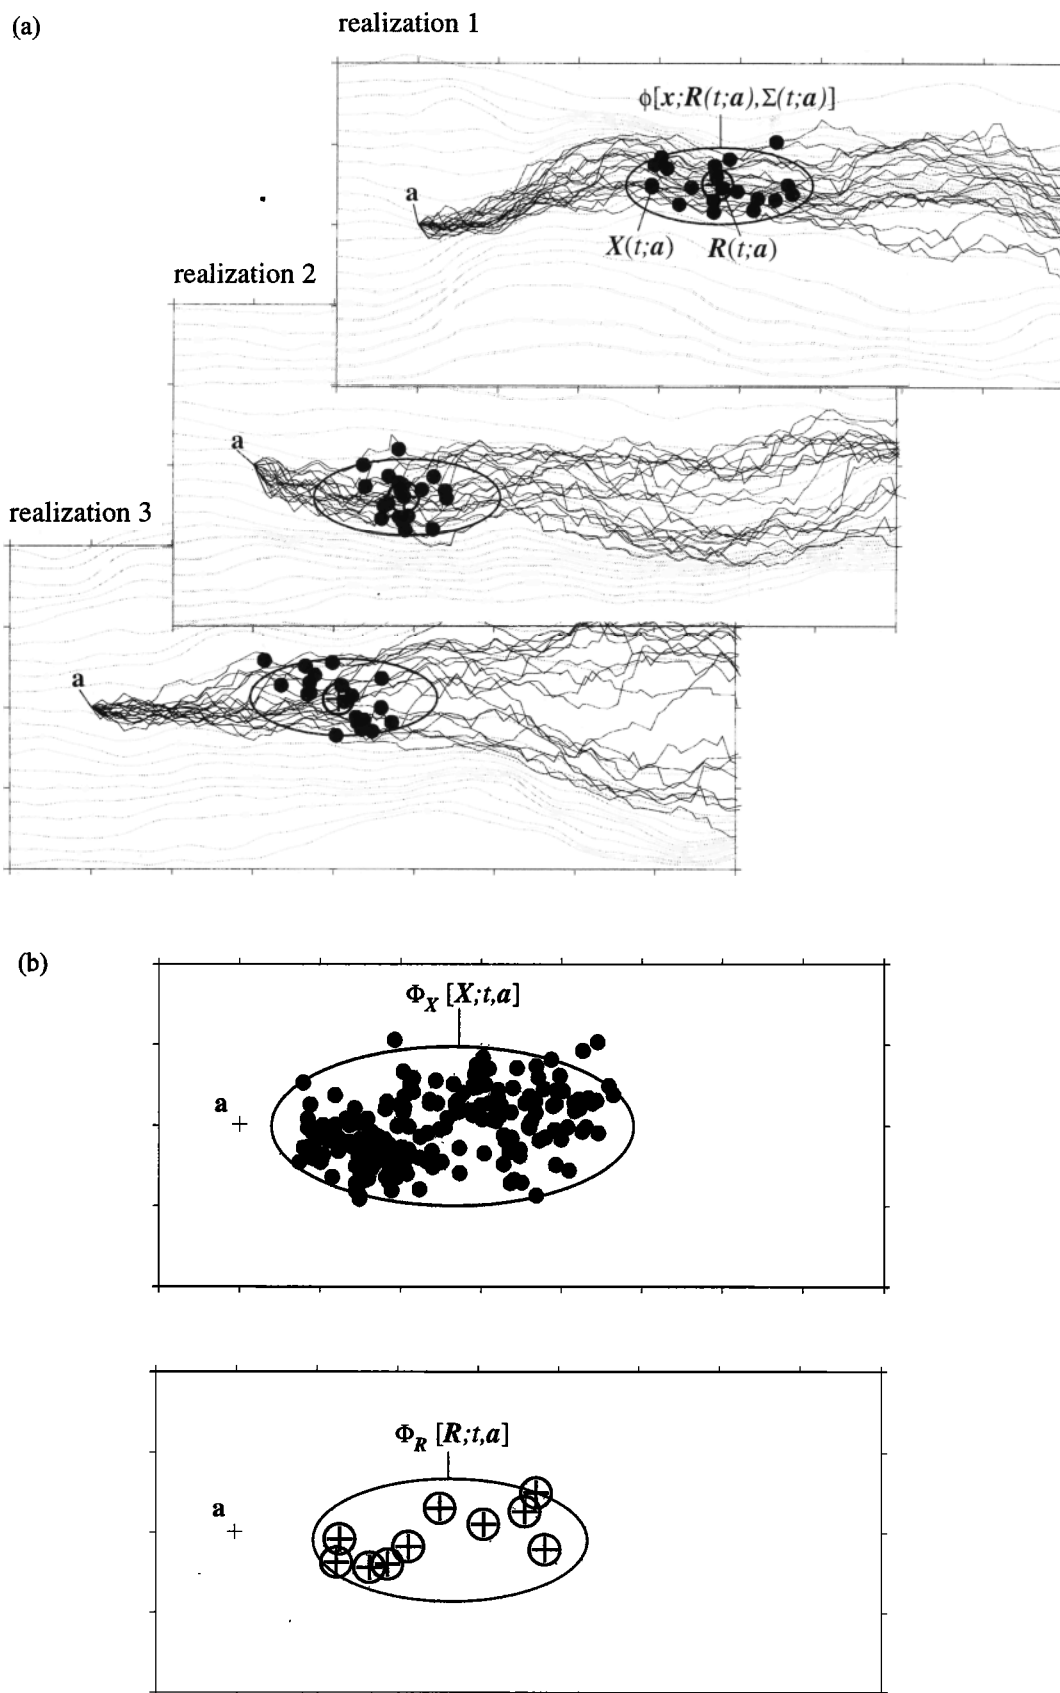 (a)
realization 1
ϕ[x;R(t;a),Σ(t;a)]
a
X(t;a) R(t;a)
realization 2
a
realization 3
a
(b)
Φ_X [X;t,a]
a
Φ_R [R;t,a]
a